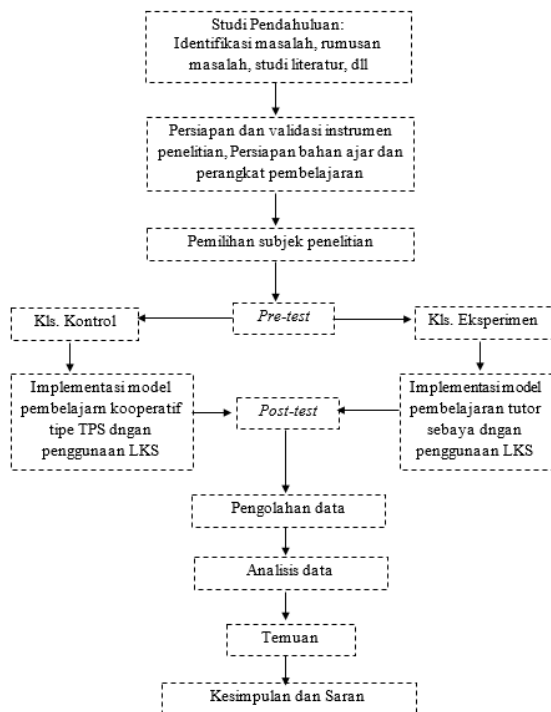 Studi Pendahuluan:
Identifikasi masalah, rumusan
masalah, studi literatur, dll
Persiapan dan validasi instrumen
penelitian, Persiapan bahan ajar dan
perangkat pembelajaran
Pemilihan subjek penelitian
Kls. Kontrol
Pre-test
Kls. Eksperimen
Implementasi model
pembelajarn kooperatif
tipe TPS dngan
penggunaan LKS
Post-test
Implementasi model
pembelajaran tutor
sebaya dngan
penggunaan LKS
Pengolahan data
Analisis data
Temuan
Kesimpulan dan Saran